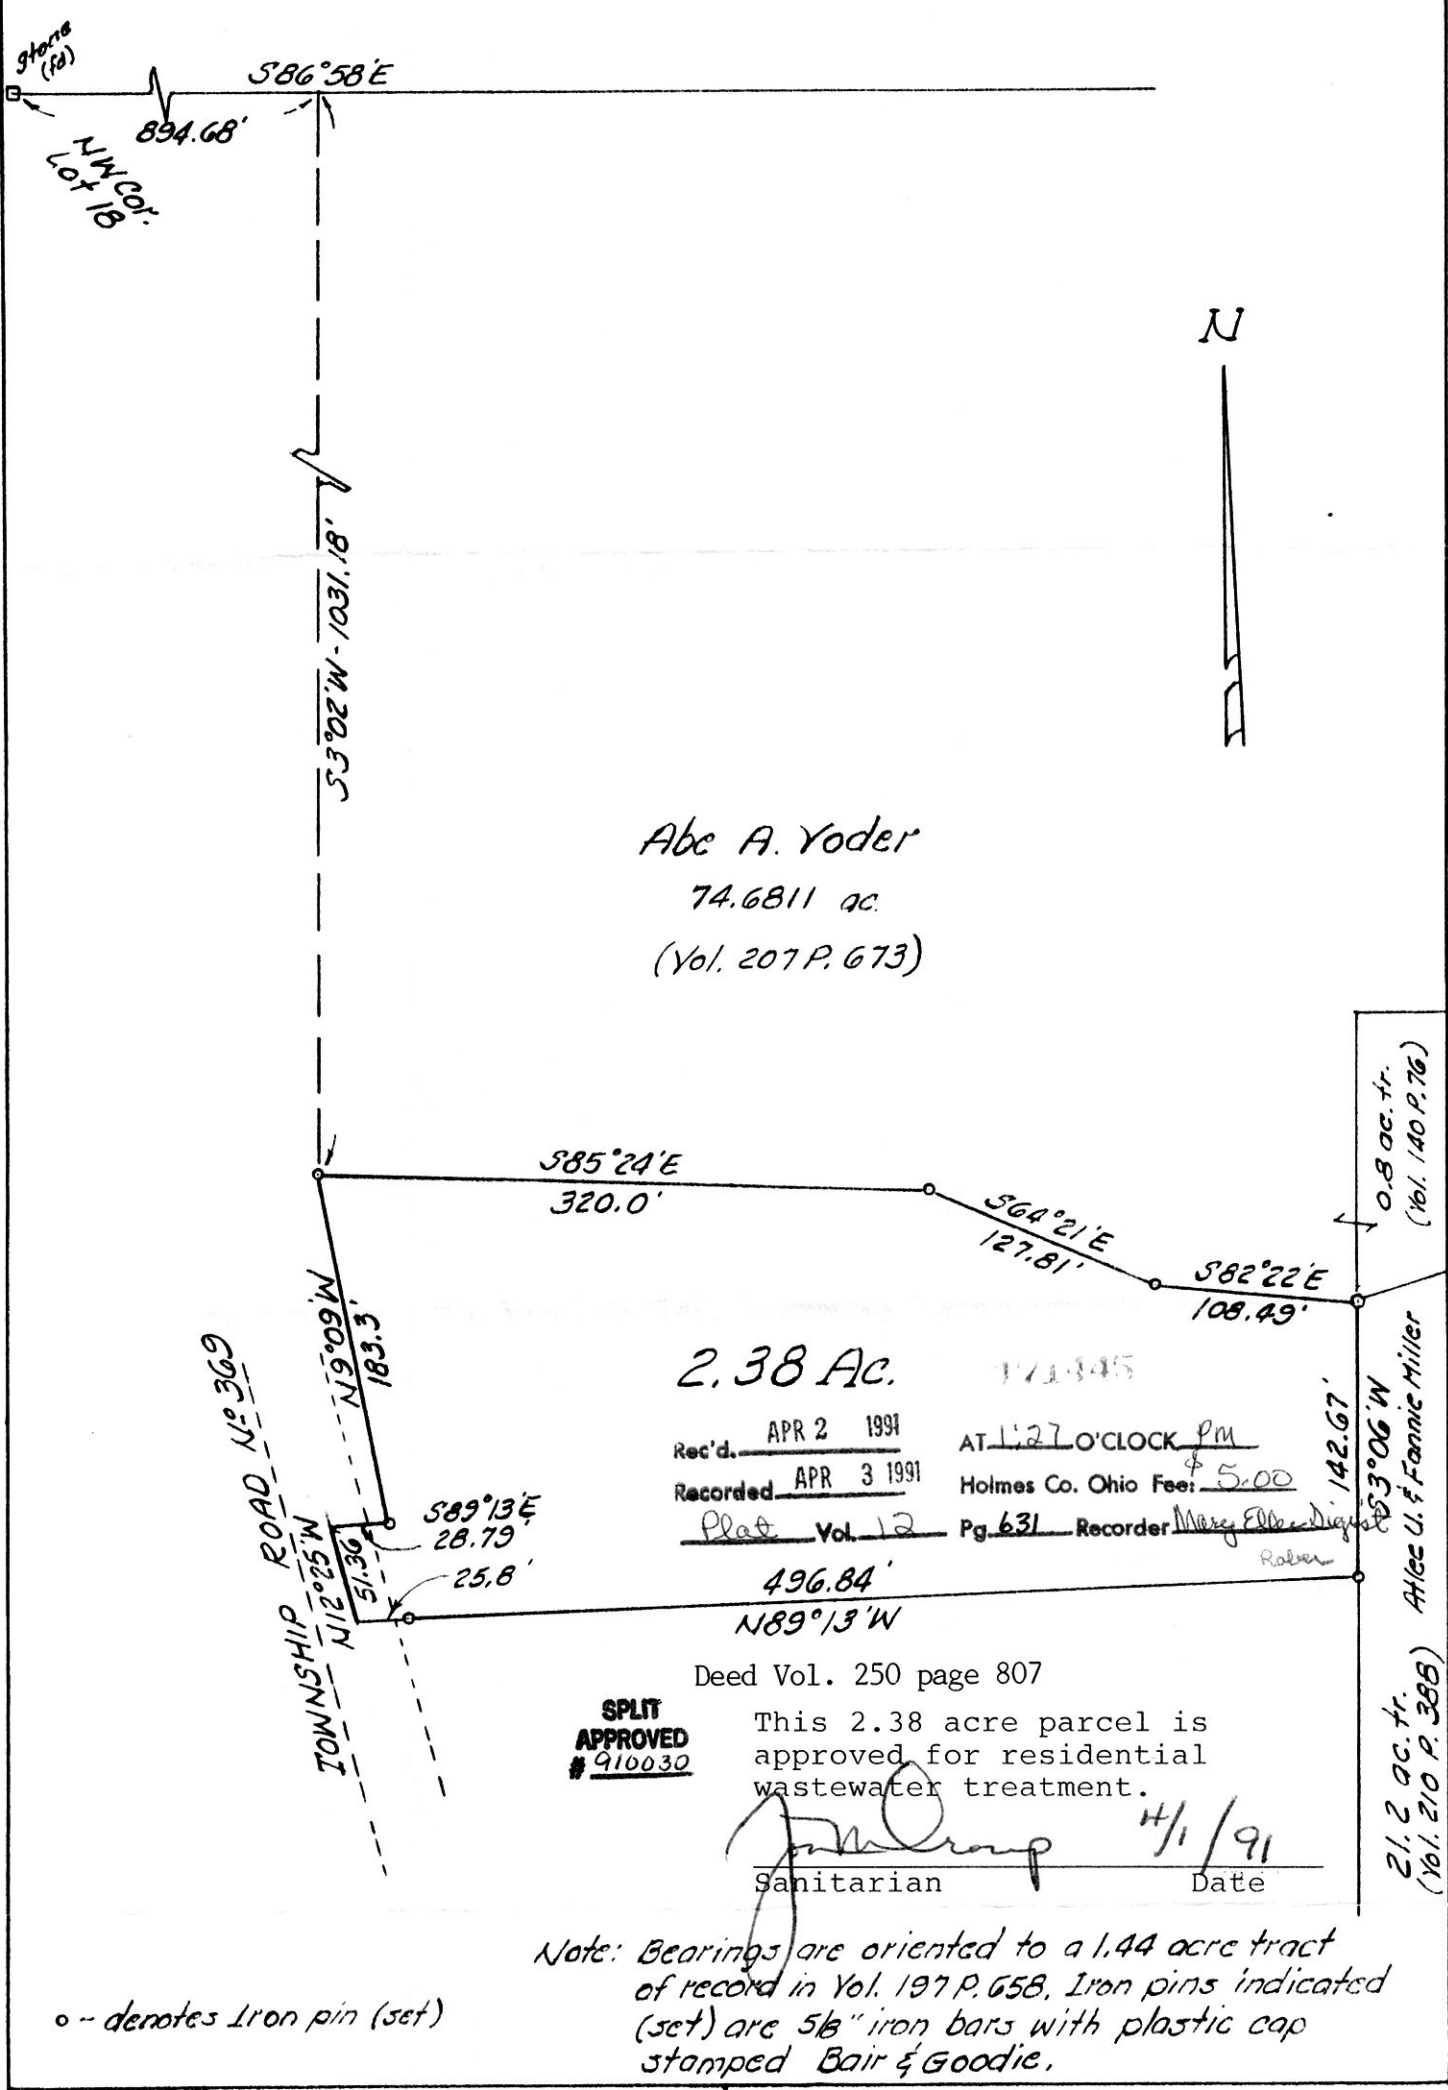 stone
(fd)
S86°58'E
894.68'
NW Cor.
Lot 18
N
S3°02'W - 1031.18'
Abe A. Yoder
74.6811 ac.
(Vol. 207 P. 673)
0.8 ac. tr.
(Vol. 140 P. 76)
S85°24'E
320.0'
S64°21'E
127.81'
S82°22'E
108.49'
N9°09'W
183.3'
2.38 Ac.
Rec'd. APR 2 1991 AT 1:27 O'CLOCK PM
Recorded APR 3 1991 Holmes Co. Ohio Fee: $ 5.00
Plat Vol. 12 Pg. 631 Recorder Mary Ellen
142.67'
S3°06'W
Atlee U. & Fannie Miller
TOWNSHIP ROAD Nº 369
S89°13'E
28.79'
N12°25'W
51.36'
25.8'
496.84'
N89°13'W
Deed Vol. 250 page 807
SPLIT
APPROVED
# 910030
This 2.38 acre parcel is
approved for residential
wastewater treatment.
4/1/91
Sanitarian Date
21.2 ac. tr.
(Vol. 210 P. 388)
Note: Bearings are oriented to a 1.44 acre tract
of record in Vol. 197 P. 658. Iron pins indicated
(set) are 5/8" iron bars with plastic cap
stamped Bair & Goodie.
o - denotes Iron pin (set)